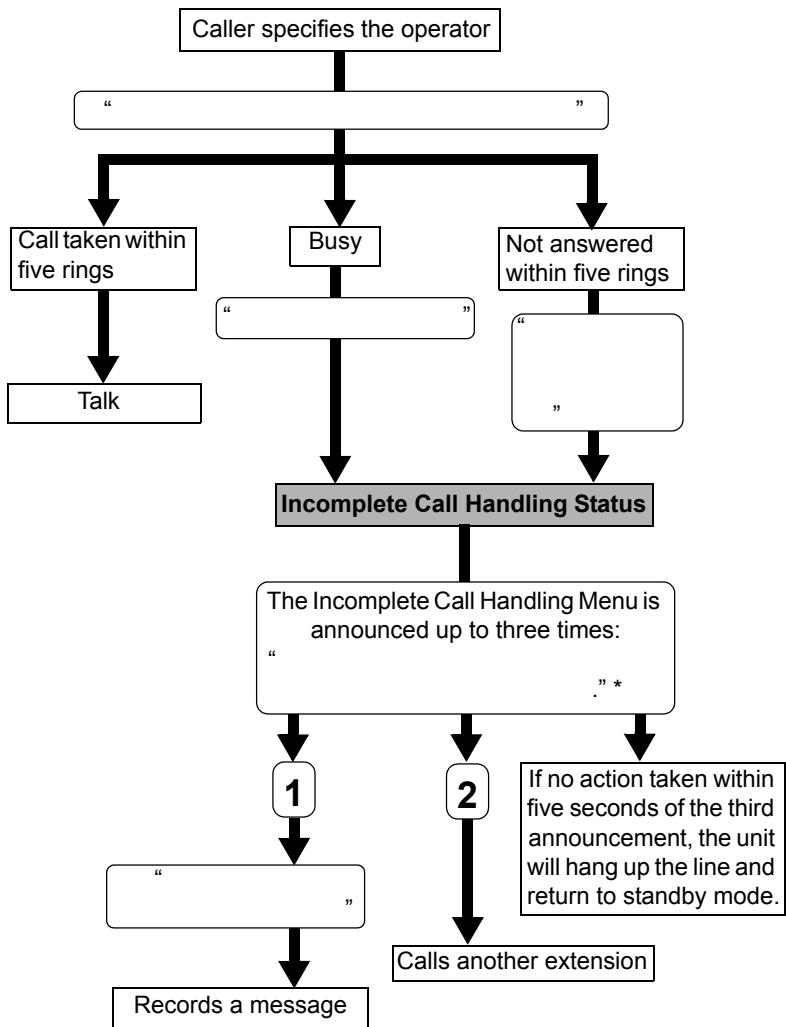 Caller specifies the operator
“ ”
Call taken within
five rings
Busy
Not answered
within five rings
“ ”
“
”
Talk
Incomplete Call Handling Status
The Incomplete Call Handling Menu is
announced up to three times:
“
.” *
1
2
If no action taken within
five seconds of the third
announcement, the unit
will hang up the line and
return to standby mode.
“
”
Calls another extension
Records a message